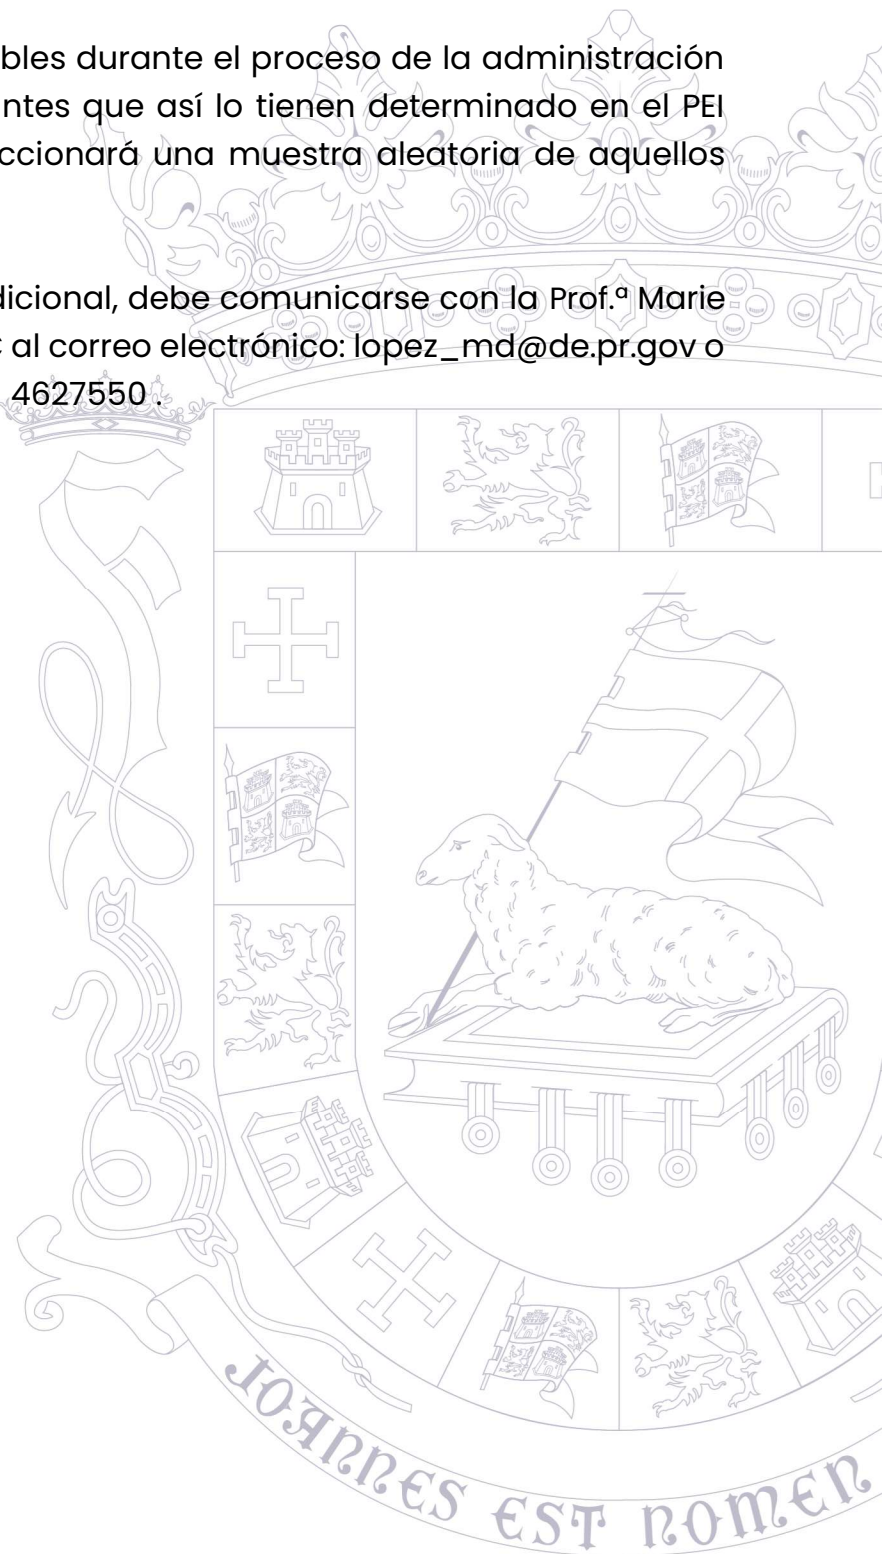 bles durante el proceso de la administración
ntes que así lo tienen determinado en el PEI
ccionará una muestra aleatoria de aquellos
dicional, debe comunicarse con la Prof.ª Marie
C al correo electrónico: lopez_md@de.pr.gov o
4627550 .
JOANNES EST NOMEN